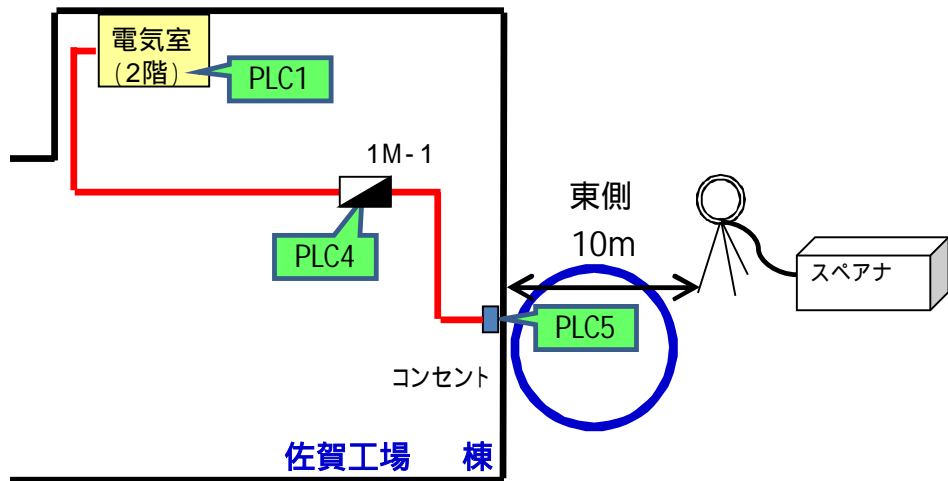 電気室
(2階)
PLC1
1M-1
PLC4
東側
10m
スペアナ
PLC5
コンセント
佐賀工場　棟